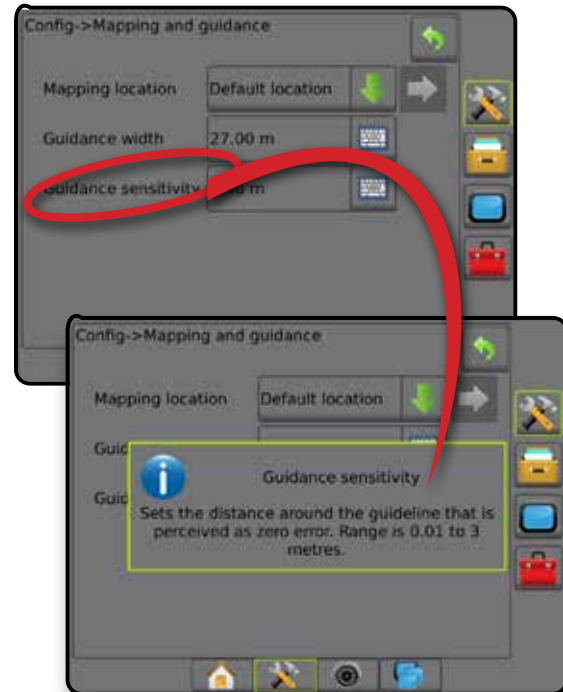 Config->Mapping and guidance
Mapping location Default location
Guidance width 27.00 m
Guidance sensitivity m
Config->Mapping and guidance
Mapping location Default location
Guid
Guid
Guidance sensitivity
Sets the distance around the guideline that is
perceived as zero error. Range is 0.01 to 3
metres.